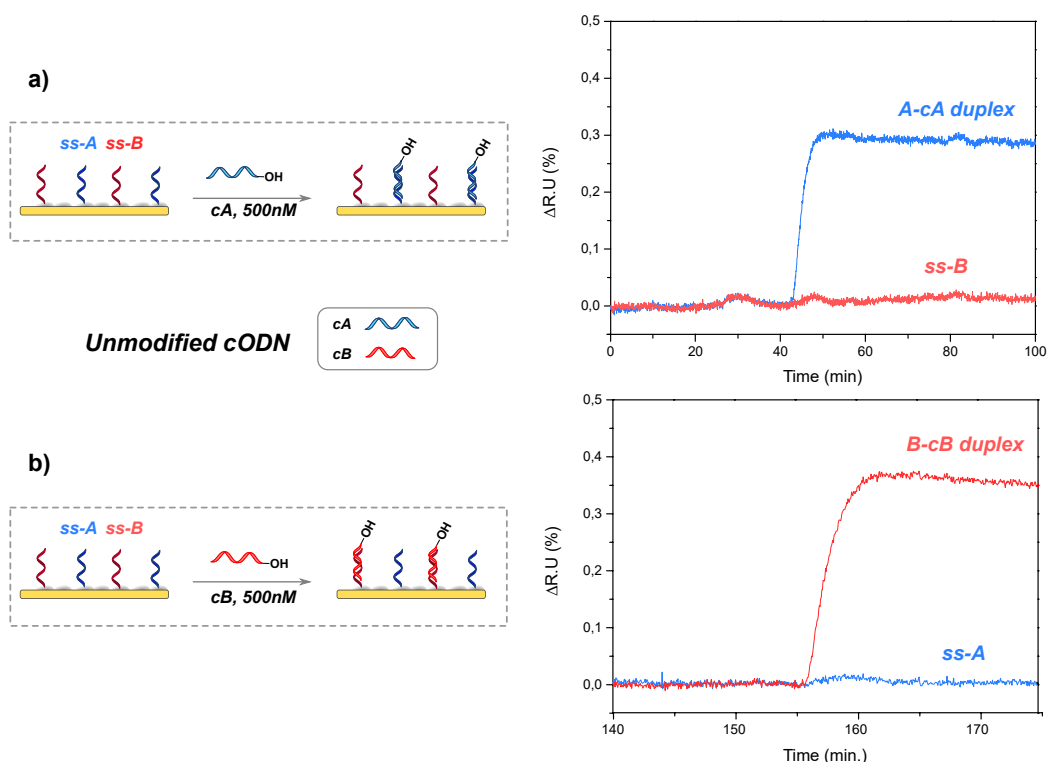 a)
ss-A ss-B
OH
cA, 500nM
OH
OH
0,5
0,4
0,3
0,2
0,1
0,0
ΔR.U (%)
A-cA duplex
ss-B
0
20
40
60
80
100
Time (min)
Unmodified cODN
cA
cB
b)
ss-A ss-B
OH
cB, 500nM
OH
OH
0,5
0,4
0,3
0,2
0,1
0,0
ΔR.U (%)
B-cB duplex
ss-A
140
150
160
170
Time (min.)